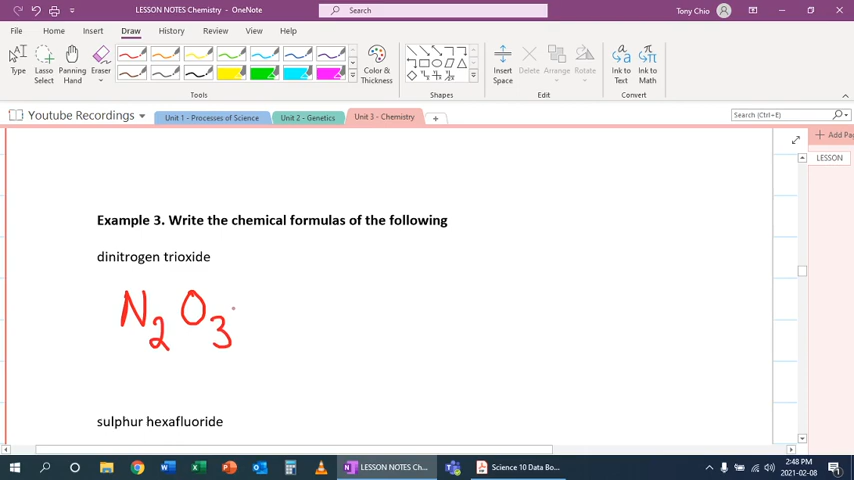 LESSON NOTES Chemistry - OneNote
Search
Tony Chio
File Home Insert Draw History Review View Help
Type
Lasso Select
Panning Hand
Eraser
Color & Thickness
Insert Space
Delete
Arrange
Rotate
Ink to Text
Ink to Math
Tools
Shapes
Edit
Convert
Youtube Recordings
Unit 1 - Processes of Science
Unit 2 - Genetics
Unit 3 - Chemistry
Search (Ctrl+E)
Add Pag
LESSON
Example 3. Write the chemical formulas of the following
dinitrogen trioxide
N2O3
sulphur hexafluoride
LESSON NOTES Ch...
Science 10 Data Bo...
2:48 PM
2021-02-08